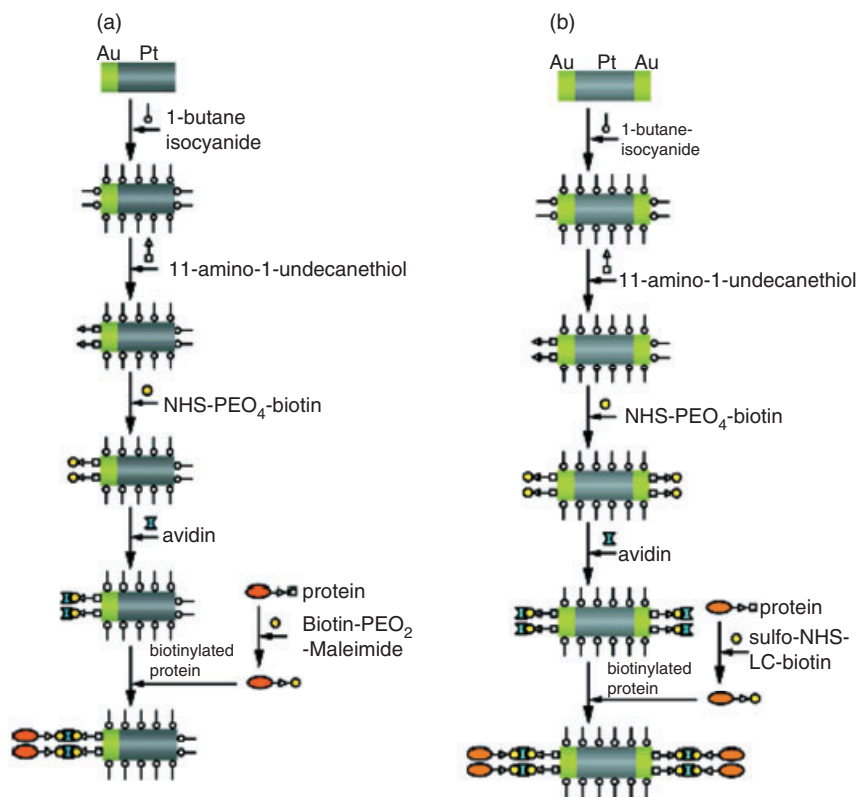 (a)
Au Pt
1-butane
isocyanide
11-amino-1-undecanethiol
NHS-PEO₄-biotin
avidin
protein
Biotin-PEO₂
-Maleimide
biotinylated
protein
(b)
Au Pt Au
1-butane-
isocyanide
11-amino-1-undecanethiol
NHS-PEO₄-biotin
avidin
protein
sulfo-NHS-
LC-biotin
biotinylated
protein